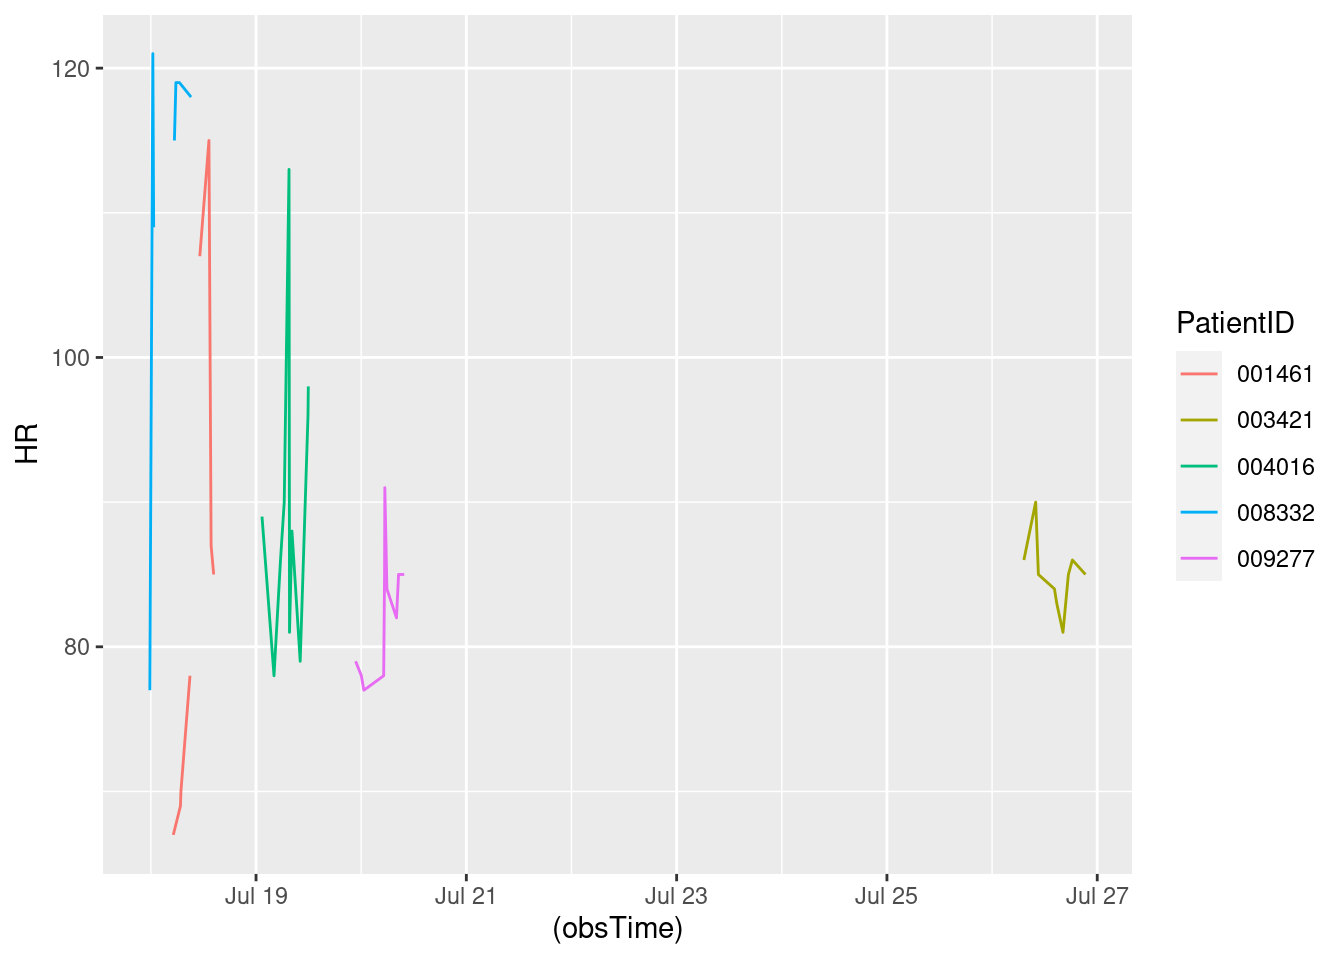 120
100
80
HR
Jul 19
Jul 21
Jul 23
Jul 25
Jul 27
(obsTime)
PatientID
001461
003421
004016
008332
009277